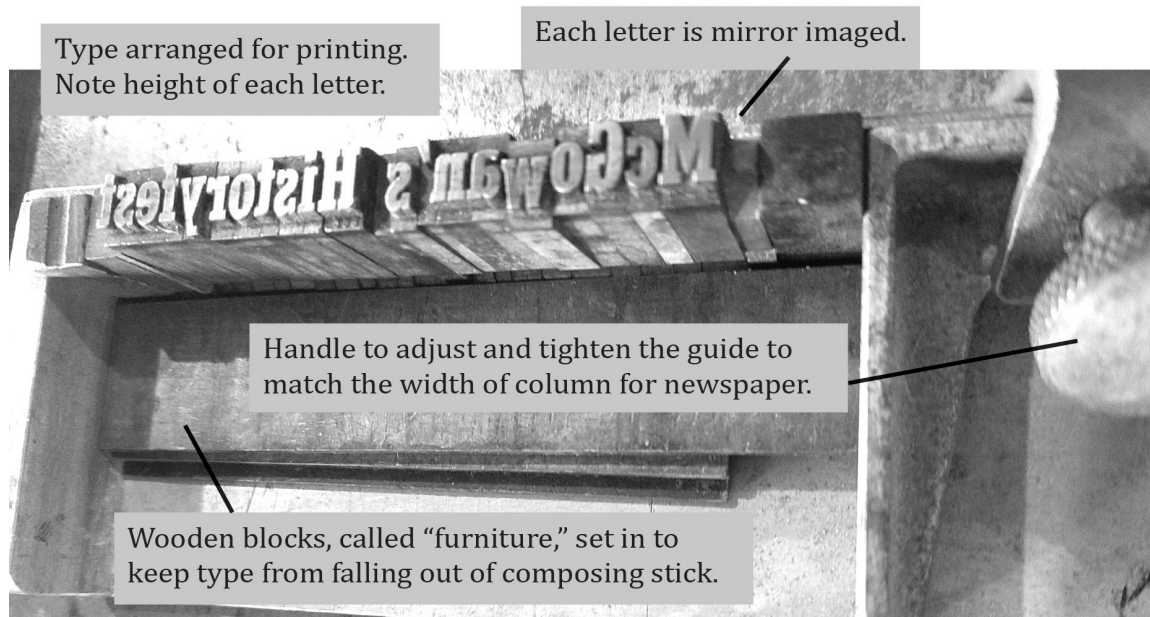 Type arranged for printing.
Note height of each letter.
Each letter is mirror imaged.
McGowan's Historyfest
Handle to adjust and tighten the guide to
match the width of column for newspaper.
Wooden blocks, called “furniture,” set in to
keep type from falling out of composing stick.